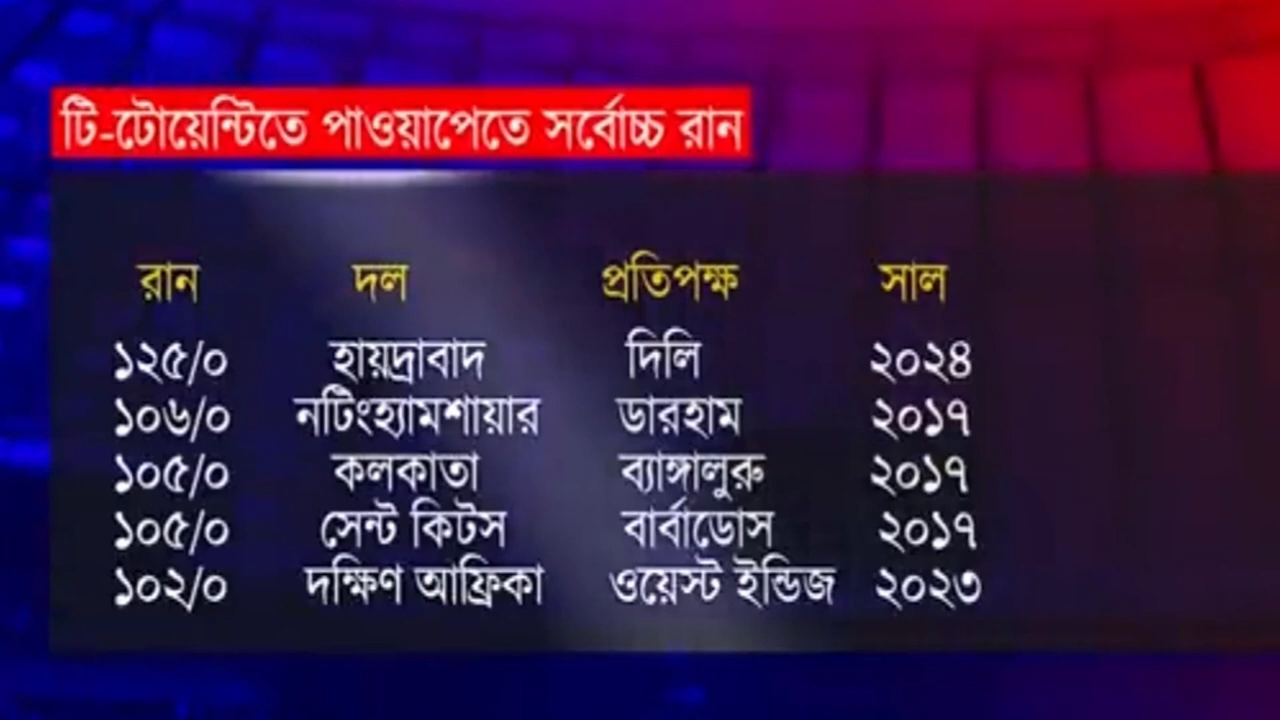 টি-টোয়েন্টিতে পাওয়াপেতে সর্বোচ্চ রান
রান দল প্রতিপক্ষ সাল
১২৫/০ হায়দ্রাবাদ দিলি ২০২৪
১০৬/০ নটিংহ্যামশায়ার ডারহাম ২০১৭
১০৫/০ কলকাতা ব্যাঙ্গালুরু ২০১৭
১০৫/০ সেন্ট কিটস বার্বাডোস ২০১৭
১০২/০ দক্ষিণ আফ্রিকা ওয়েস্ট ইন্ডিজ ২০২৩